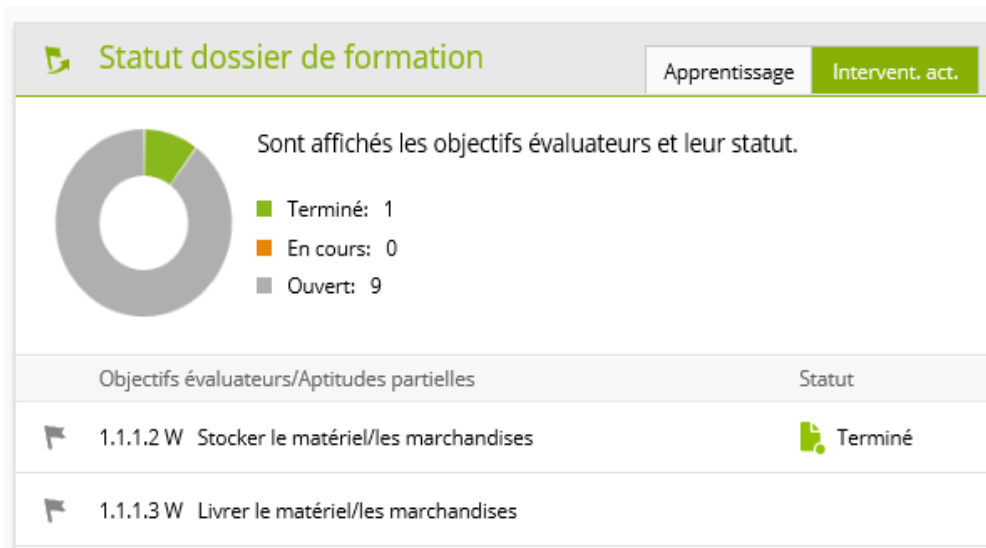 Statut dossier de formation
Apprentissage
Intervent. act.
Sont affichés les objectifs évaluateurs et leur statut.
Terminé: 1
En cours: 0
Ouvert: 9
Objectifs évaluateurs/Aptitudes partielles Statut
1.1.1.2 W Stocker le matériel/les marchandises Terminé
1.1.1.3 W Livrer le matériel/les marchandises